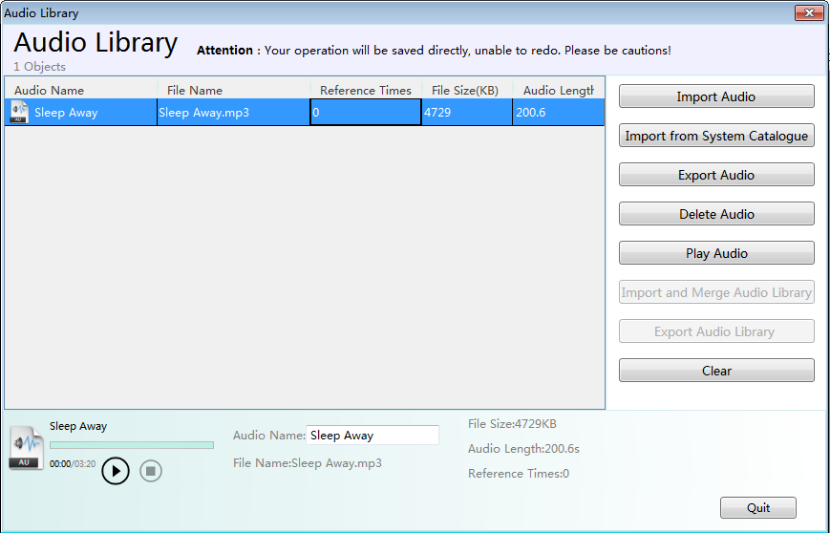 Audio Library
Audio Library
Attention : Your operation will be saved directly, unable to redo. Please be cautions!
1 Objects
Audio Name File Name Reference Times File Size(KB) Audio Length
AU Sleep Away Sleep Away.mp3 0 4729 200.6
Import Audio
Import from System Catalogue
Export Audio
Delete Audio
Play Audio
Import and Merge Audio Library
Export Audio Library
Clear
Sleep Away
AU
00:00/03:20
Audio Name: Sleep Away
File Name:Sleep Away.mp3
File Size:4729KB
Audio Length:200.6s
Reference Times:0
Quit